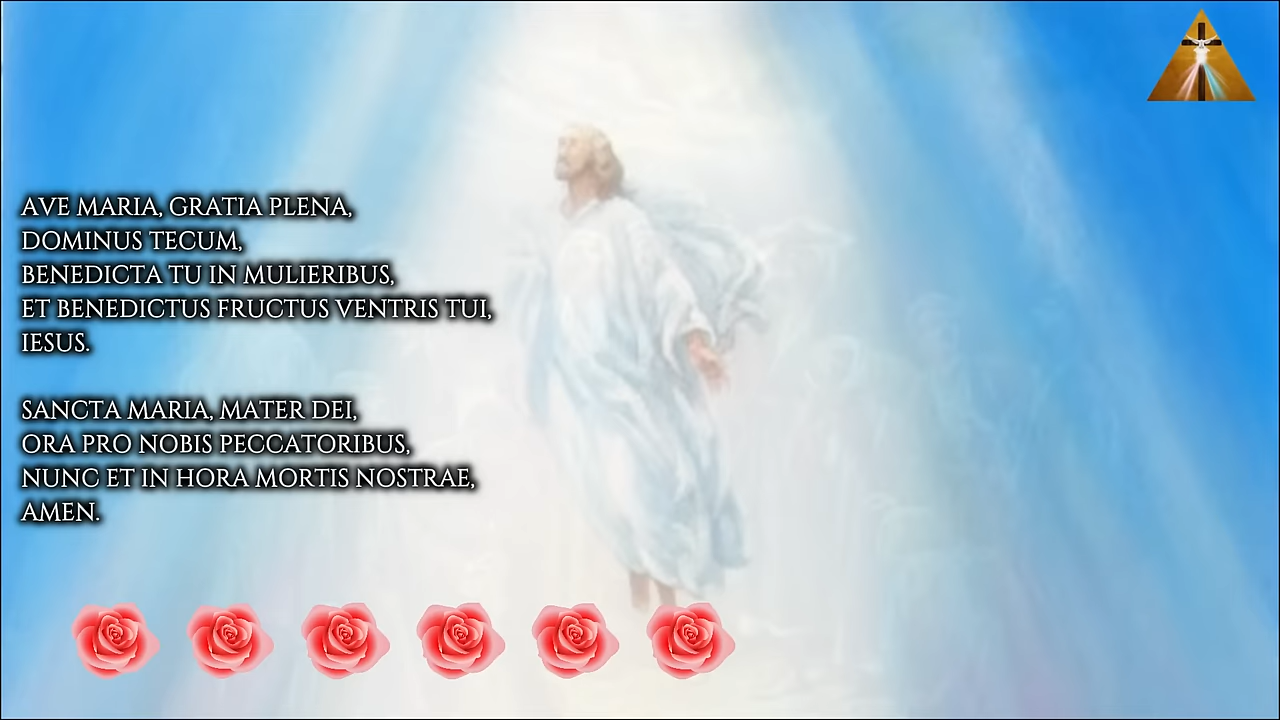 AVE MARIA, GRATIA PLENA,
DOMINUS TECUM,
BENEDICTA TU IN MULIERIBUS,
ET BENEDICTUS FRUCTUS VENTRIS TUI,
IESUS.
SANCTA MARIA, MATER DEI,
ORA PRO NOBIS PECCATORIBUS,
NUNC ET IN HORA MORTIS NOSTRAE,
AMEN.